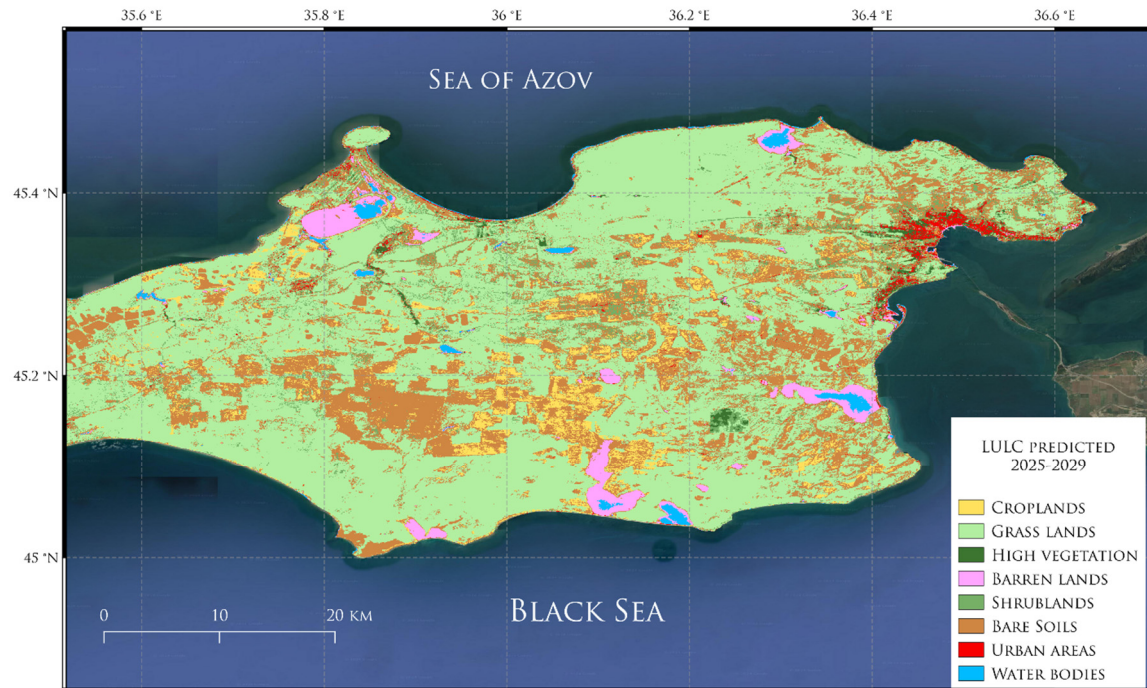 35.6 °E
35.8 °E
36 °E
36.2 °E
36.4 °E
36.6 °E
Sea of Azov
45.4 °N
45.2 °N
45 °N
0 10 20 km
Black Sea
LULC predicted
2025-2029
Croplands
Grass lands
High vegetation
Barren lands
Shrublands
Bare Soils
Urban areas
Water bodies